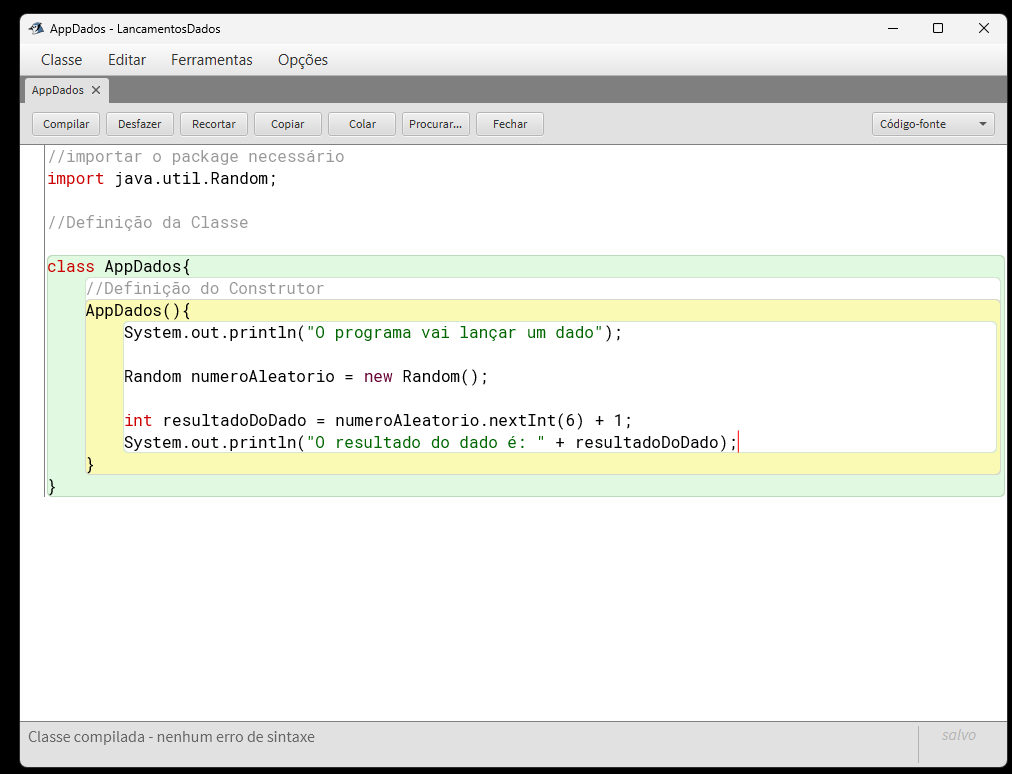 AppDados - LancamentosDados
Classe Editar Ferramentas Opções
AppDados
Compilar Desfazer Recortar Copiar Colar Procurar... Fechar Código-fonte
//importar o package necessário
import java.util.Random;
//Definição da Classe
class AppDados{
//Definição do Construtor
AppDados(){
System.out.println("O programa vai lançar um dado");
Random numeroAleatorio = new Random();
int resultadoDoDado = numeroAleatorio.nextInt(6) + 1;
System.out.println("O resultado do dado é: " + resultadoDoDado);
}
}
Classe compilada - nenhum erro de sintaxe
salvo